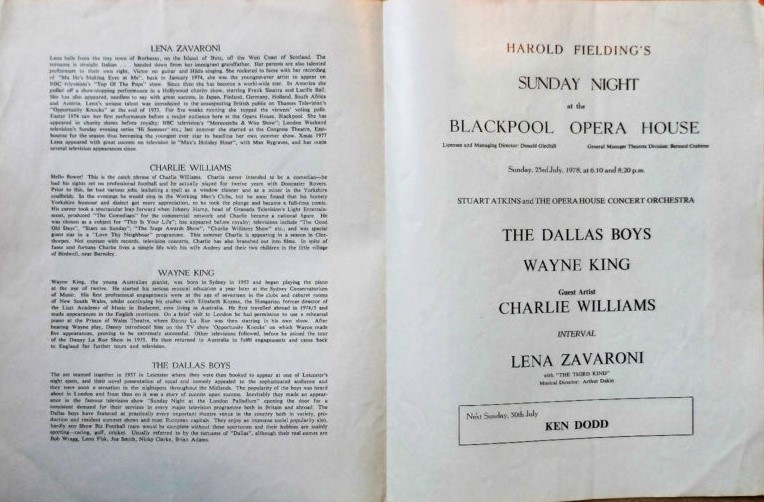 LENA ZAVARONI
Lena hails from the tiny town of Rothesay, on the Island of Bute, off the West Coast of Scotland. The
surname is straight Italian . . . handed down from her immigrant grandfather. Her parents are also talented
performers in their own right, Victor on guitar and Hilda singing. She rocketed to fame with her recording
of "Ma He's Making Eyes at Me", back in January 1974, she was the youngest-ever artist to appear on
BBC television's "Top Of The Pops" show. Since then she has become a world-wide star. In America she
pulled off a show-stopping performance in a Hollywood charity show, starring Frank Sinatra and Lucille Ball.
She has also appeared, needless to say with great success, in Japan, Finland, Germany, Holland, South Africa
and Austria. Lena's unique talent was introduced to the unsuspecting British public on Thames Television's
"Opportunity Knocks" at the end of 1973. For five weeks running she topped the viewers' voting polls.
Easter 1974 saw her first performance before a major audience here at the Opera House, Blackpool. She has
appeared in charity shows before royalty; BBC television's "Morecambe & Wise Show"; London Weekend
television's Sunday evening series "Hi Summer" etc., last summer she starred at the Congress Theatre, East-
bourne for the season thus becoming the youngest ever star to headline her own summer show. Xmas 1977
Lena appeared with great success on television in "Max's Holiday Hour", with Max Bygraves, and has made
several television appearances since.
CHARLIE WILLIAMS
Hello flower! This is the catch phrase of Charlie Williams. Charlie never intended to be a comedian—he
had his sights set on professional football and he actually played for twelve years with Doncaster Rovers.
Prior to this, he had various jobs, including a spell as a window cleaner and as a miner in the Yorkshire
coalfields. In the evenings he would sing in the Working Men's Clubs, but he soon found that his homely
Yorkshire humour and dialect got more appreciation, so he took the plunge and became a full-time comic.
His career took a spectacular leap forward when Johnny Hamp, head of Granada Television's Light Entertain-
ment, produced "The Comedians" for the commercial network and Charlie became a national figure. He
was chosen as a subject for "This Is Your Life"; has appeared before royalty; televisions include "The Good
Old Days", "Stars on Sunday"; "The Stage Awards Show", "Charlie Williams Show" etc., and was special
guest star in a "Love Thy Neighbour" programme. This summer Charlie is appearing in a season in Clee-
thorpes. Not content with records, television concerts, Charlie has also branched out into films. In spite of
fame and fortune Charlie lives a simple life with his wife Audrey and their two children in the little village
of Birdwell, near Barnsley.
WAYNE KING
Wayne King, the young Australian pianist, was born in Sydney in 1953 and began playing the piano
at the age of twelve. He started his serious musical education a year later at the Sydney Conservatorium
of Music. His first professional engagements were at the age of seventeen in the clubs and cabaret rooms
of New South Wales, whilst continuing his studies with Elizabeth Kozma, the Hungarian former director of
the Liszt Academy of Music in Budapest, now living in Australia. He first travelled abroad in 1974/5 and
made appearances in the English provinces. On a brief visit to London he had permission to use a rehearsal
piano at the Prince of Wales Theatre, where Danny La Rue was then starring in his own show. After
hearing Wayne play, Danny introduced him on the TV show "Opportunity Knocks" on which Wayne made
five appearances, proving to be extremely successful. Other televisions followed, before he joined the tour
of the Danny La Rue Show in 1975. He then returned to Australia to fulfil engagements and came back
to England for further tours and television.
THE DALLAS BOYS
The act teamed together in 1957 in Leicester where they were then booked to appear at one of Leicester's
night spots, and their novel presentation of vocal and comedy appealed to the sophisticated audience and
they were soon a sensation in the nightspots throughout the Midlands. The popularity of the boys was heard
about in London and from then on it was a story of success upon success. Inevitably they made an appear-
ance in the famous television show "Sunday Night at the London Palladium" opening the door for a
consistent demand for their services in every major television programme both in Britain and abroad. The
Dallas boys have featured at practically every important theatre venue in the country both in variety, pro-
duction and resident summer shows and most European capitals. They enjoy an immense social popularity also,
hardly any Show Biz Football team would be complete without these sportsmen and their hobbies are mainly
sporting—racing, golf, cricket. Usually referred to by the surname of "Dallas", although their real names are
Bob Wragg, Leon Fisk, Joe Smith, Nicky Clarke, Brian Adams.
HAROLD FIELDING'S
SUNDAY NIGHT
at the
BLACKPOOL OPERA HOUSE
Licensee and Managing Director: Donald Gledhill General Manager Theatres Division: Bernard Crabtree
Sunday, 23rd July, 1978, at 6.10 and 8.20 p.m.
STUART ATKINS and THE OPERA HOUSE CONCERT ORCHESTRA
THE DALLAS BOYS
WAYNE KING
Guest Artist
CHARLIE WILLIAMS
INTERVAL
LENA ZAVARONI
with "THE THIRD KIND"
Musical Director: Arthur Dakin
Next Sunday, 30th July
KEN DODD